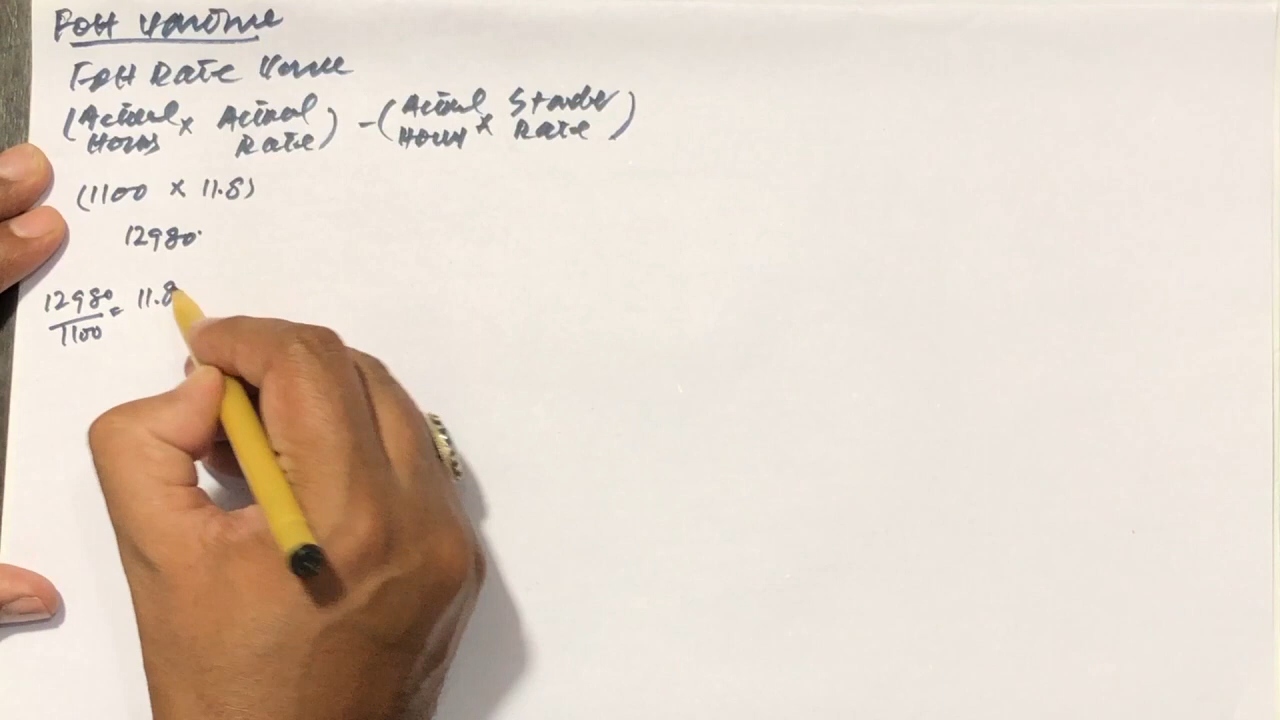 FOH Variance
FOH Rate Variance
(Actual Hours × Actual Rate) - (Actual Hours × Standard Rate)
(1100 × 11.8)
12980
12980/1100 = 11.8